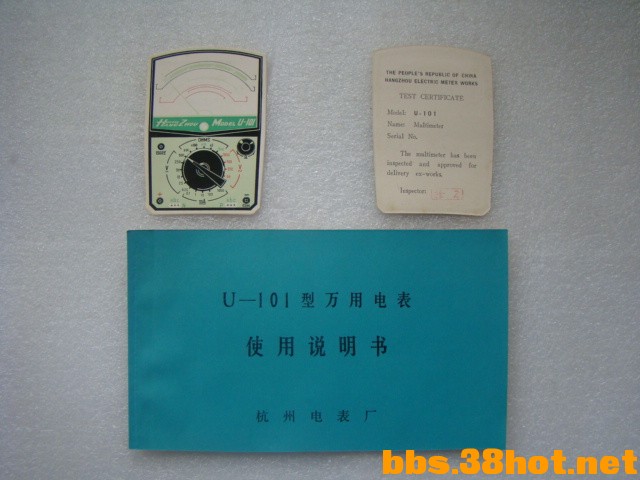 MODEL U-101
OHMS
mA
THE PEOPLE'S REPUBLIC OF CHINA
HANGZHOU ELECTRIC METER WORKS
TEST CERTIFICATE
Model: U-101
Name: Multimeter
Serial No.
The multimeter has been
inspected and approved for
delivery ex-works.
Inspector:
U—101型万用电表
使用说明书
杭州电表厂
bbs.38hot.net